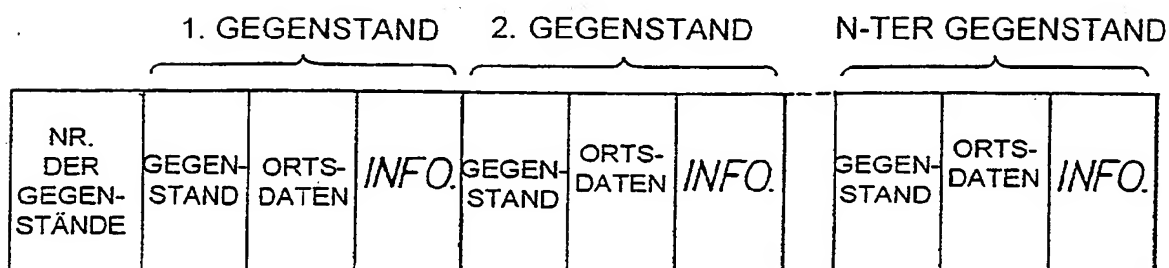 1. GEGENSTAND 2. GEGENSTAND N-TER GEGENSTAND
NR.
DER
GEGEN-
STÄNDE
GEGEN-
STAND
ORTS-
DATEN
INFO.
GEGEN-
STAND
ORTS-
DATEN
INFO.
GEGEN-
STAND
ORTS-
DATEN
INFO.